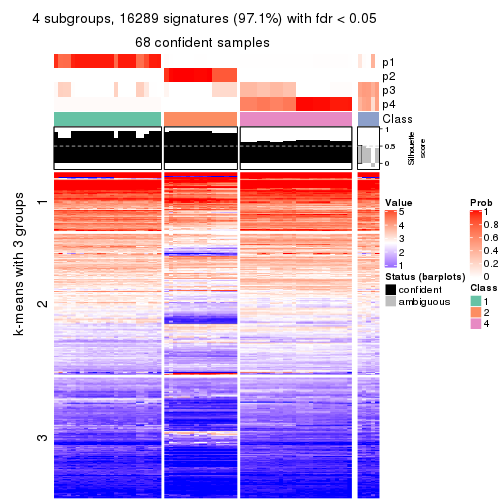 4 subgroups, 16289 signatures (97.1%) with fdr < 0.05
68 confident samples
p1
p2
p3
p4
Class
1
0.5
0
Silhouette
score
k-means with 3 groups
1
2
3
Value
5
4
3
2
1
Status (barplots)
confident
ambiguous
Prob
1
0.8
0.6
0.4
0.2
0
Class
1
2
4